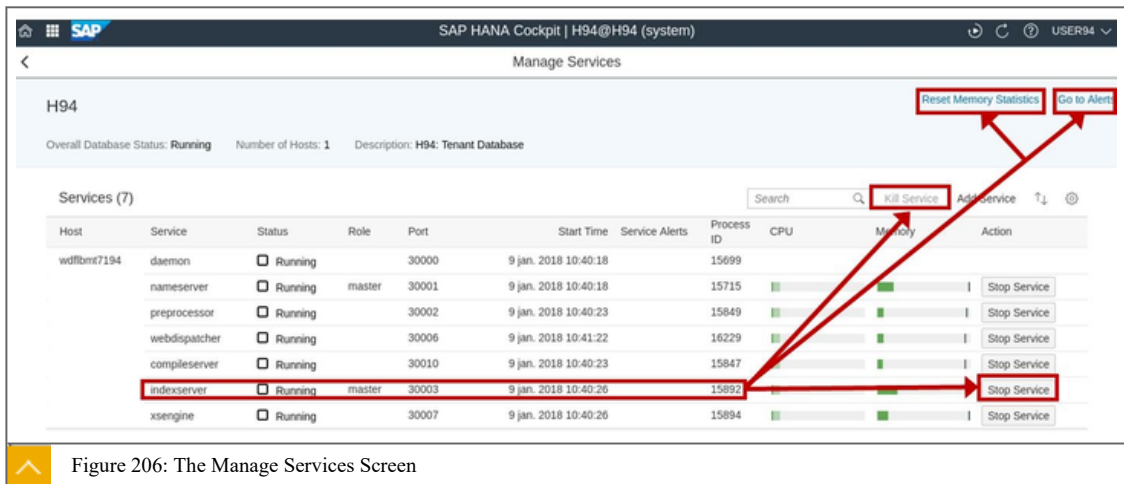 SAP SAP HANA Cockpit | H94@H94 (system) USER94
Manage Services
H94 Reset Memory Statistics Go to Alerts
Overall Database Status: Running Number of Hosts: 1 Description: H94: Tenant Database
Services (7) Search Kill Service Add Service
Host Service Status Role Port Start Time Service Alerts Process ID CPU Memory Action
wdflbmt7194 daemon Running 30000 9 jan. 2018 10:40:18 15699
nameserver Running master 30001 9 jan. 2018 10:40:18 15715 Stop Service
preprocessor Running 30002 9 jan. 2018 10:40:23 15849 Stop Service
webdispatcher Running 30006 9 jan. 2018 10:41:22 16229 Stop Service
compileserver Running 30010 9 jan. 2018 10:40:23 15847 Stop Service
indexserver Running master 30003 9 jan. 2018 10:40:26 15892 Stop Service
xsengine Running 30007 9 jan. 2018 10:40:26 15894 Stop Service
Figure 206: The Manage Services Screen